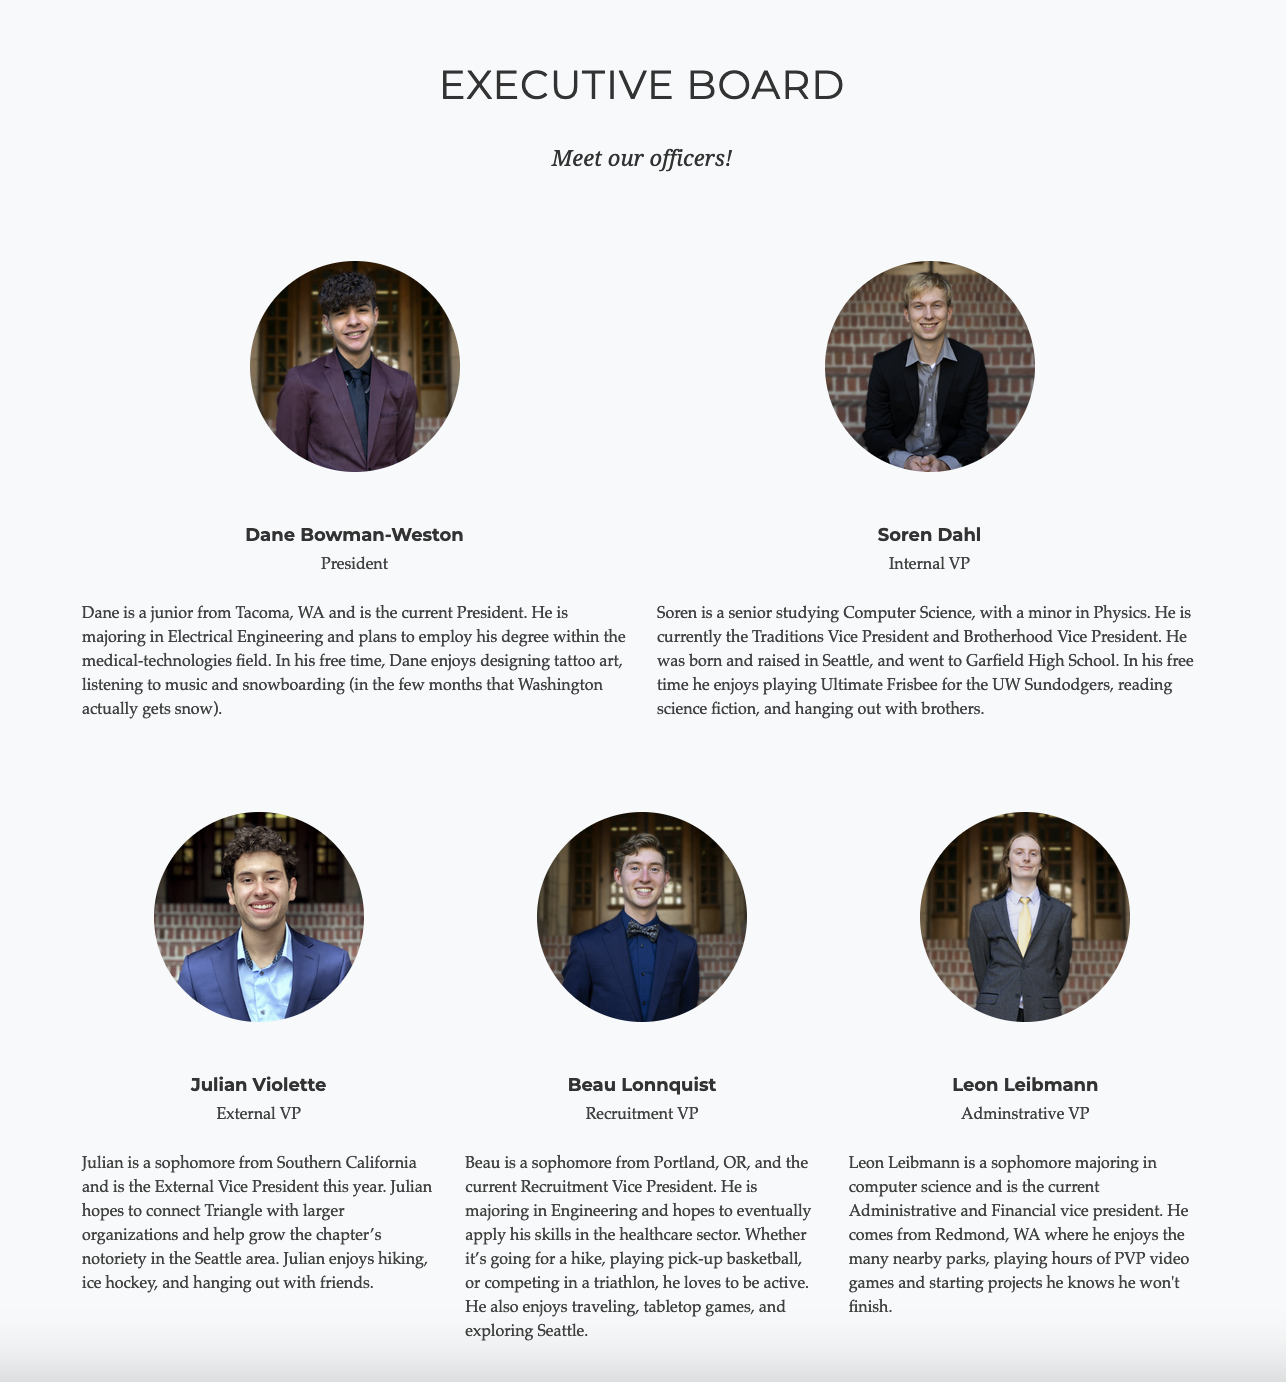 EXECUTIVE BOARD
Meet our officers!
Dane Bowman-Weston
President
Dane is a junior from Tacoma, WA and is the current President. He is
majoring in Electrical Engineering and plans to employ his degree within the
medical-technologies field. In his free time, Dane enjoys designing tattoo art,
listening to music and snowboarding (in the few months that Washington
actually gets snow).
Soren Dahl
Internal VP
Soren is a senior studying Computer Science, with a minor in Physics. He is
currently the Traditions Vice President and Brotherhood Vice President. He
was born and raised in Seattle, and went to Garfield High School. In his free
time he enjoys playing Ultimate Frisbee for the UW Sundodgers, reading
science fiction, and hanging out with brothers.
Julian Violette
External VP
Julian is a sophomore from Southern California
and is the External Vice President this year. Julian
hopes to connect Triangle with larger
organizations and help grow the chapter’s
notoriety in the Seattle area. Julian enjoys hiking,
ice hockey, and hanging out with friends.
Beau Lonnquist
Recruitment VP
Beau is a sophomore from Portland, OR, and the
current Recruitment Vice President. He is
majoring in Engineering and hopes to eventually
apply his skills in the healthcare sector. Whether
it’s going for a hike, playing pick-up basketball,
or competing in a triathlon, he loves to be active.
He also enjoys traveling, tabletop games, and
exploring Seattle.
Leon Leibmann
Adminstrative VP
Leon Leibmann is a sophomore majoring in
computer science and is the current
Administrative and Financial vice president. He
comes from Redmond, WA where he enjoys the
many nearby parks, playing hours of PVP video
games and starting projects he knows he won't
finish.